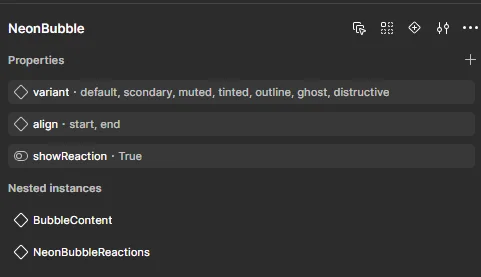 NeonBubble
Properties
variant · default, scondary, muted, tinted, outline, ghost, distructive
align · start, end
showReaction · True
Nested instances
BubbleContent
NeonBubbleReactions